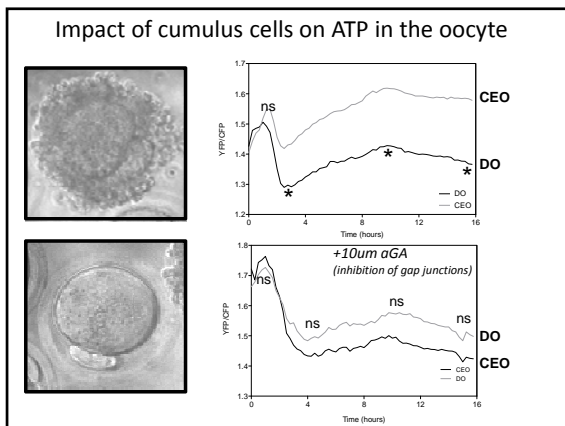 Impact of cumulus cells on ATP in the oocyte
1.7
1.6
1.5
1.4
1.3
1.2
YFP/CFP
ns
*
*
*
CEO
DO
DO
CEO
0 4 8 12 16
Time (hours)
+10um aGA
(inhibition of gap junctions)
1.8
1.7
1.6
1.5
1.4
1.3
YFP/CFP
ns
ns
ns
ns
DO
CEO
CEO
DO
0 4 8 12 16
Time (hours)